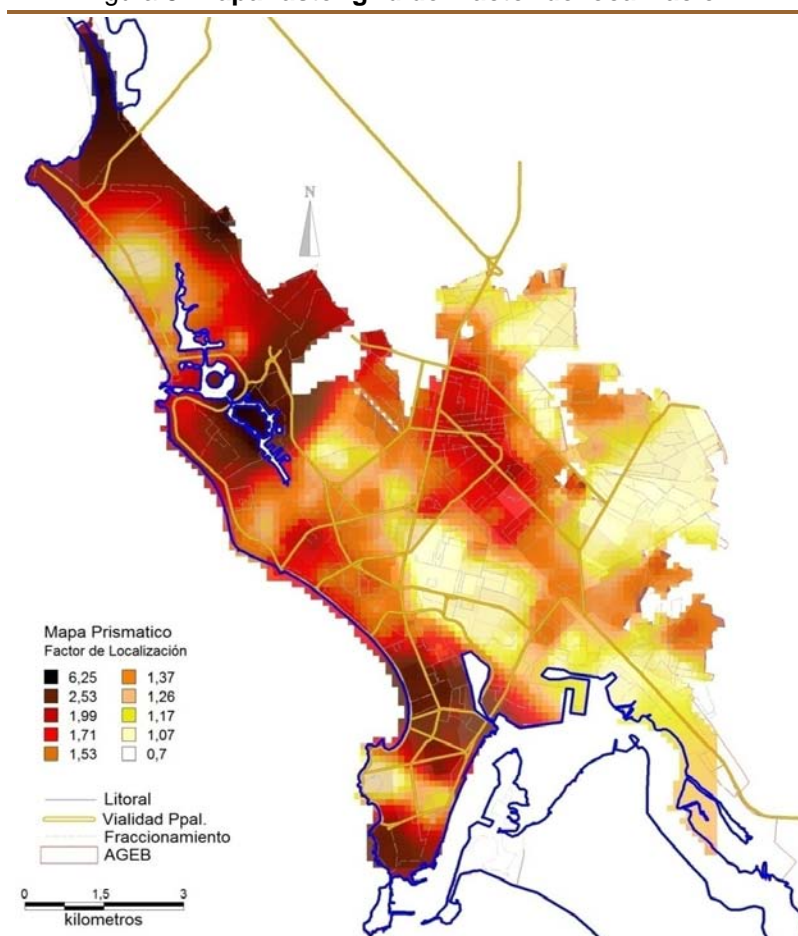 N
Mapa Prismatico
Factor de Localización
6,25 1,37
2,53 1,26
1,99 1,17
1,71 1,07
1,53 0,7
Litoral
Vialidad Ppal.
Fraccionamiento
AGEB
0 1,5 3
kilometros